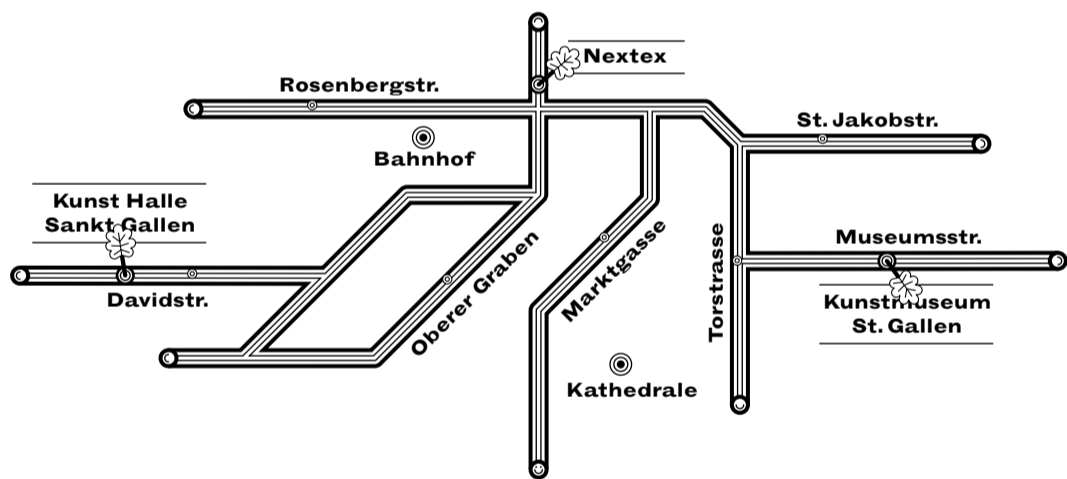 Nextex
Rosenbergstr.
St. Jakobstr.
Bahnhof
Kunst Halle
Sankt Gallen
Davidstr.
Oberer Graben
Marktgasse
Torstrasse
Museumsstr.
Kunstmuseum
St. Gallen
Kathedrale